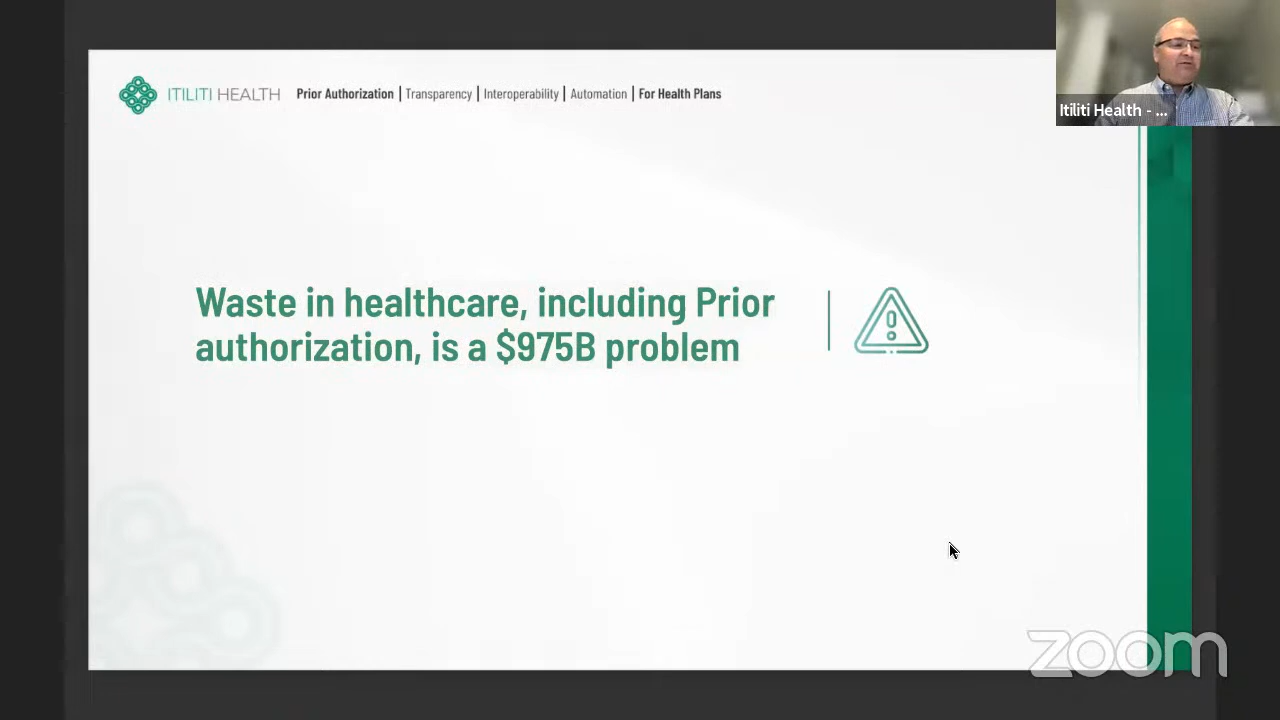 ITILITI HEALTH Prior Authorization | Transparency | Interoperability | Automation | For Health Plans
Itiliti Health - ...
Waste in healthcare, including Prior
authorization, is a $975B problem
zoom